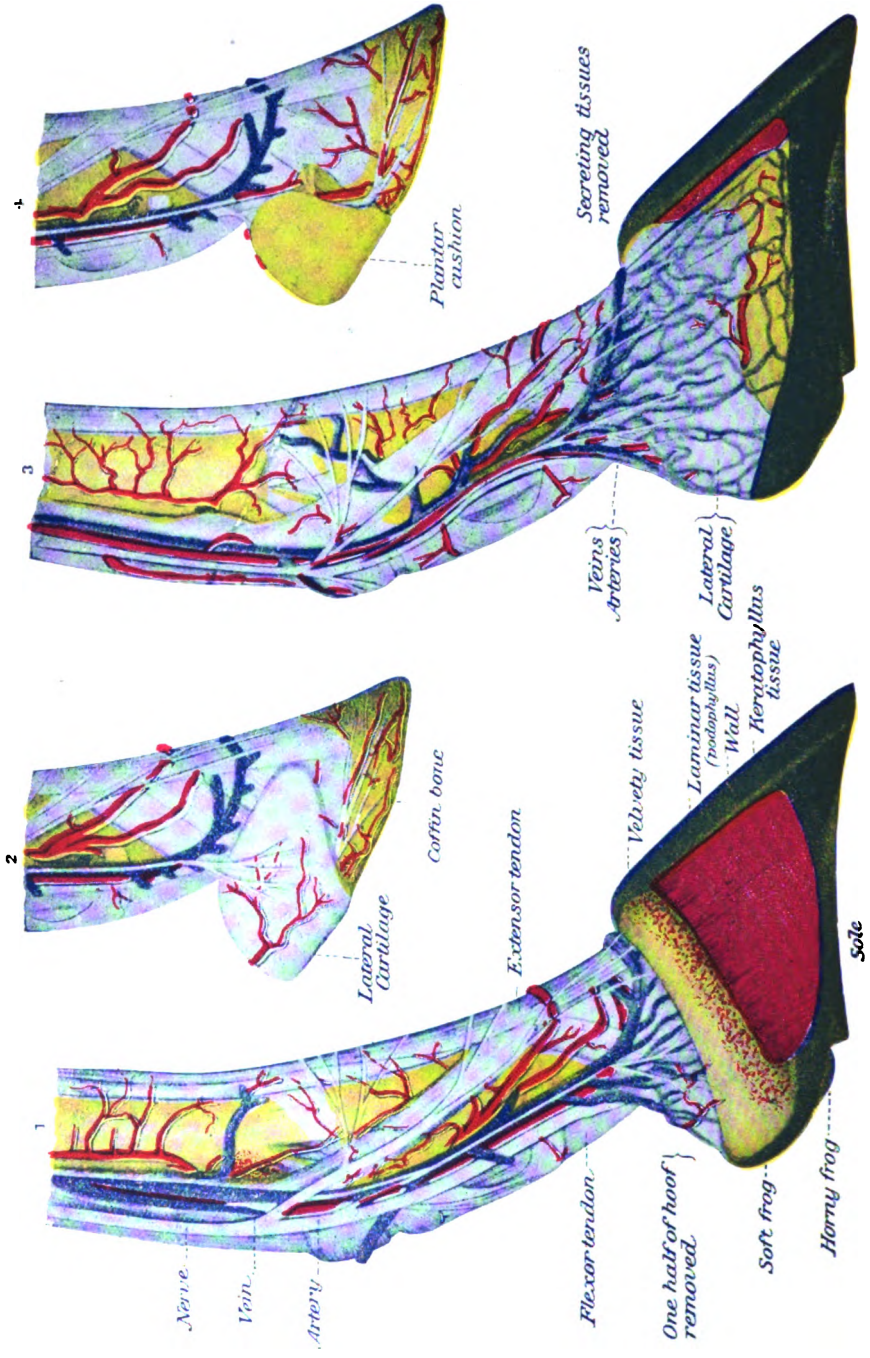 1
Nerve
Vein
Artery
Flexor tendon
One half of hoof
removed
Soft frog
Horny frog
Sole
Extensor tendon
Velvety tissue
Laminar tissue
(podophyllus)
Wall
Keratophyllus
tissue
2
Lateral
Cartilage
Coffin bone
3
Veins
Arteries
Lateral
Cartilage
Secreting tissues
removed
4
Plantar
cushion